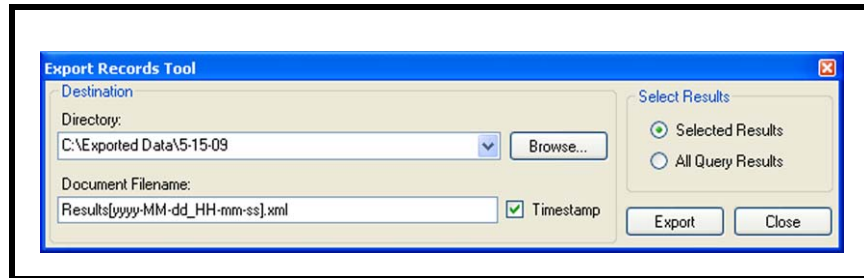 Export Records Tool
Destination
Directory:
C:\Exported Data\5-15-09
Browse...
Document Filename:
Results[yyyy-MM-dd_HH-mm-ss].xml
Timestamp
Select Results
Selected Results
All Query Results
Export
Close